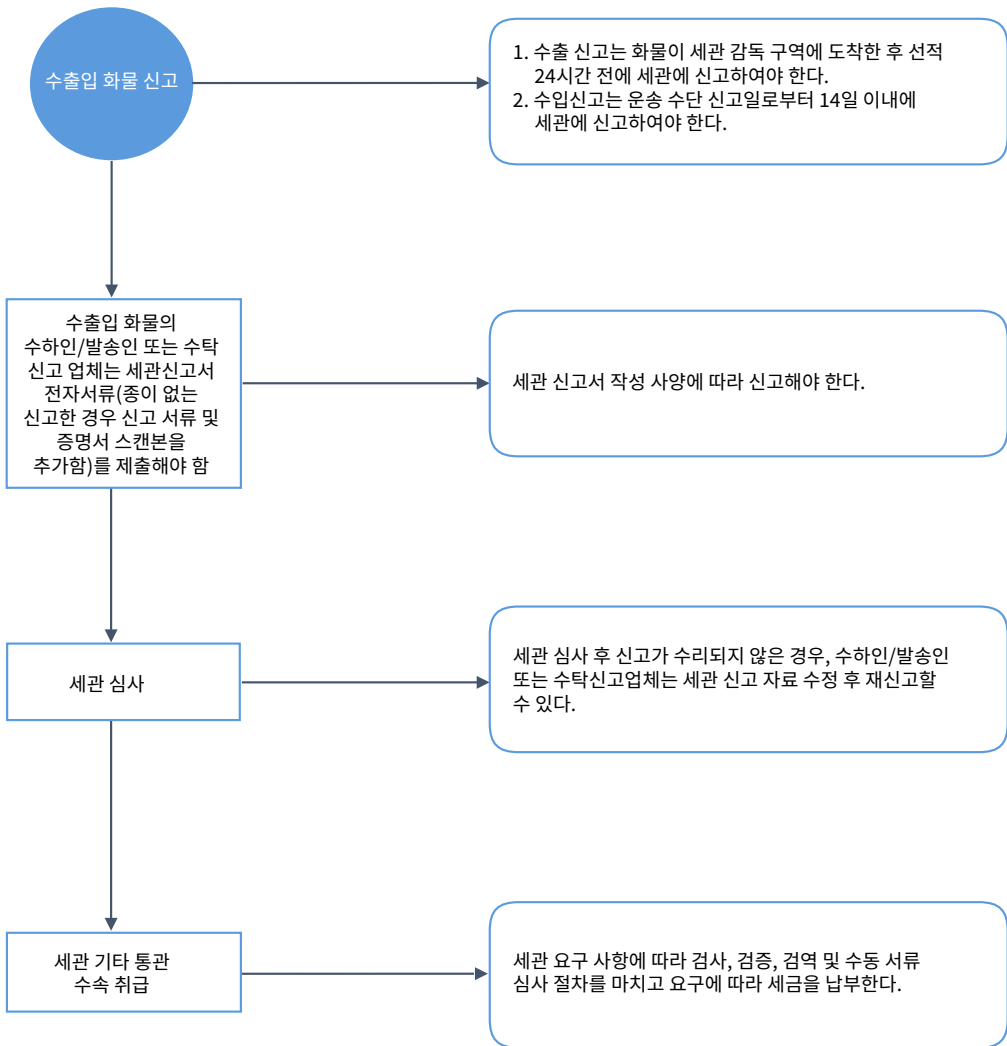 수출입 화물 신고
1. 수출 신고는 화물이 세관 감독 구역에 도착한 후 선적
24시간 전에 세관에 신고하여야 한다.
2. 수입신고는 운송 수단 신고일로부터 14일 이내에
세관에 신고하여야 한다.
수출입 화물의
수하인/발송인 또는 수탁
신고 업체는 세관신고서
전자서류(종이 없는
신고한 경우 신고 서류 및
증명서 스캔본을
추가함)를 제출해야 함
세관 신고서 작성 사양에 따라 신고해야 한다.
세관 심사
세관 심사 후 신고가 수리되지 않은 경우, 수하인/발송인
또는 수탁신고업체는 세관 신고 자료 수정 후 재신고할
수 있다.
세관 기타 통관
수속 취급
세관 요구 사항에 따라 검사, 검증, 검역 및 수동 서류
심사 절차를 마치고 요구에 따라 세금을 납부한다.